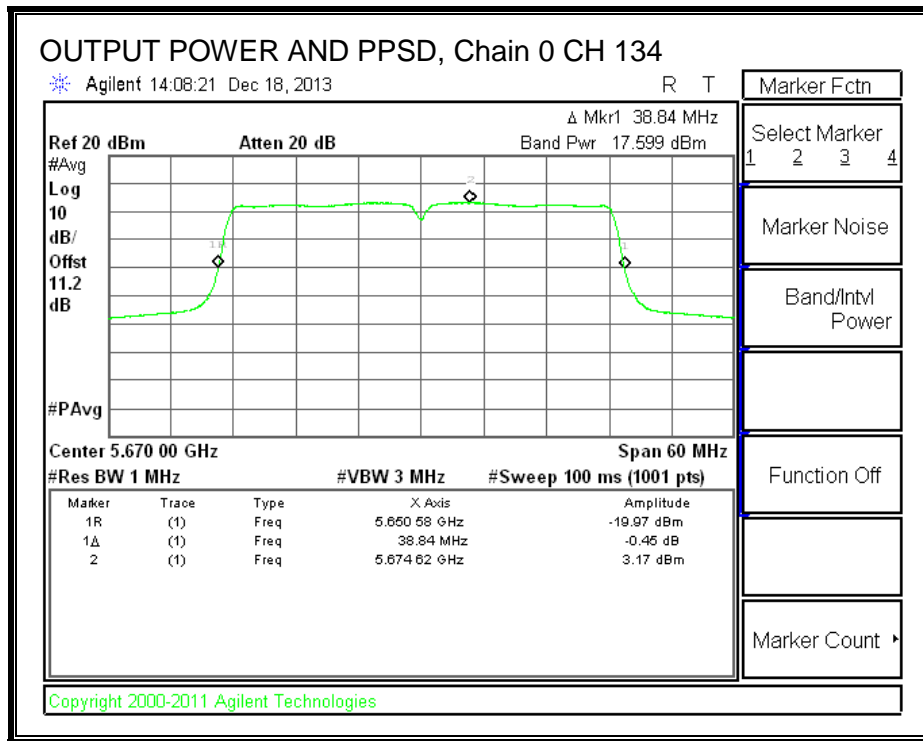 OUTPUT POWER AND PPSD, Chain 0 CH 134
Agilent 14:08:21 Dec 18, 2013 R T
Marker Fctn
Δ Mkr1 38.84 MHz
Ref 20 dBm Atten 20 dB Band Pwr 17.599 dBm
#Avg
Log
10
dB/
Offst
11.2
dB
#PAvg
2
1R
1
Center 5.670 00 GHz Span 60 MHz
#Res BW 1 MHz #VBW 3 MHz #Sweep 100 ms (1001 pts)
Marker Trace Type X Axis Amplitude
1R (1) Freq 5.650 58 GHz -19.97 dBm
1Δ (1) Freq 38.84 MHz -0.45 dB
2 (1) Freq 5.674 62 GHz 3.17 dBm
Select Marker
1 2 3 4
Marker Noise
Band/Intvl
Power
Function Off
Marker Count
Copyright 2000-2011 Agilent Technologies